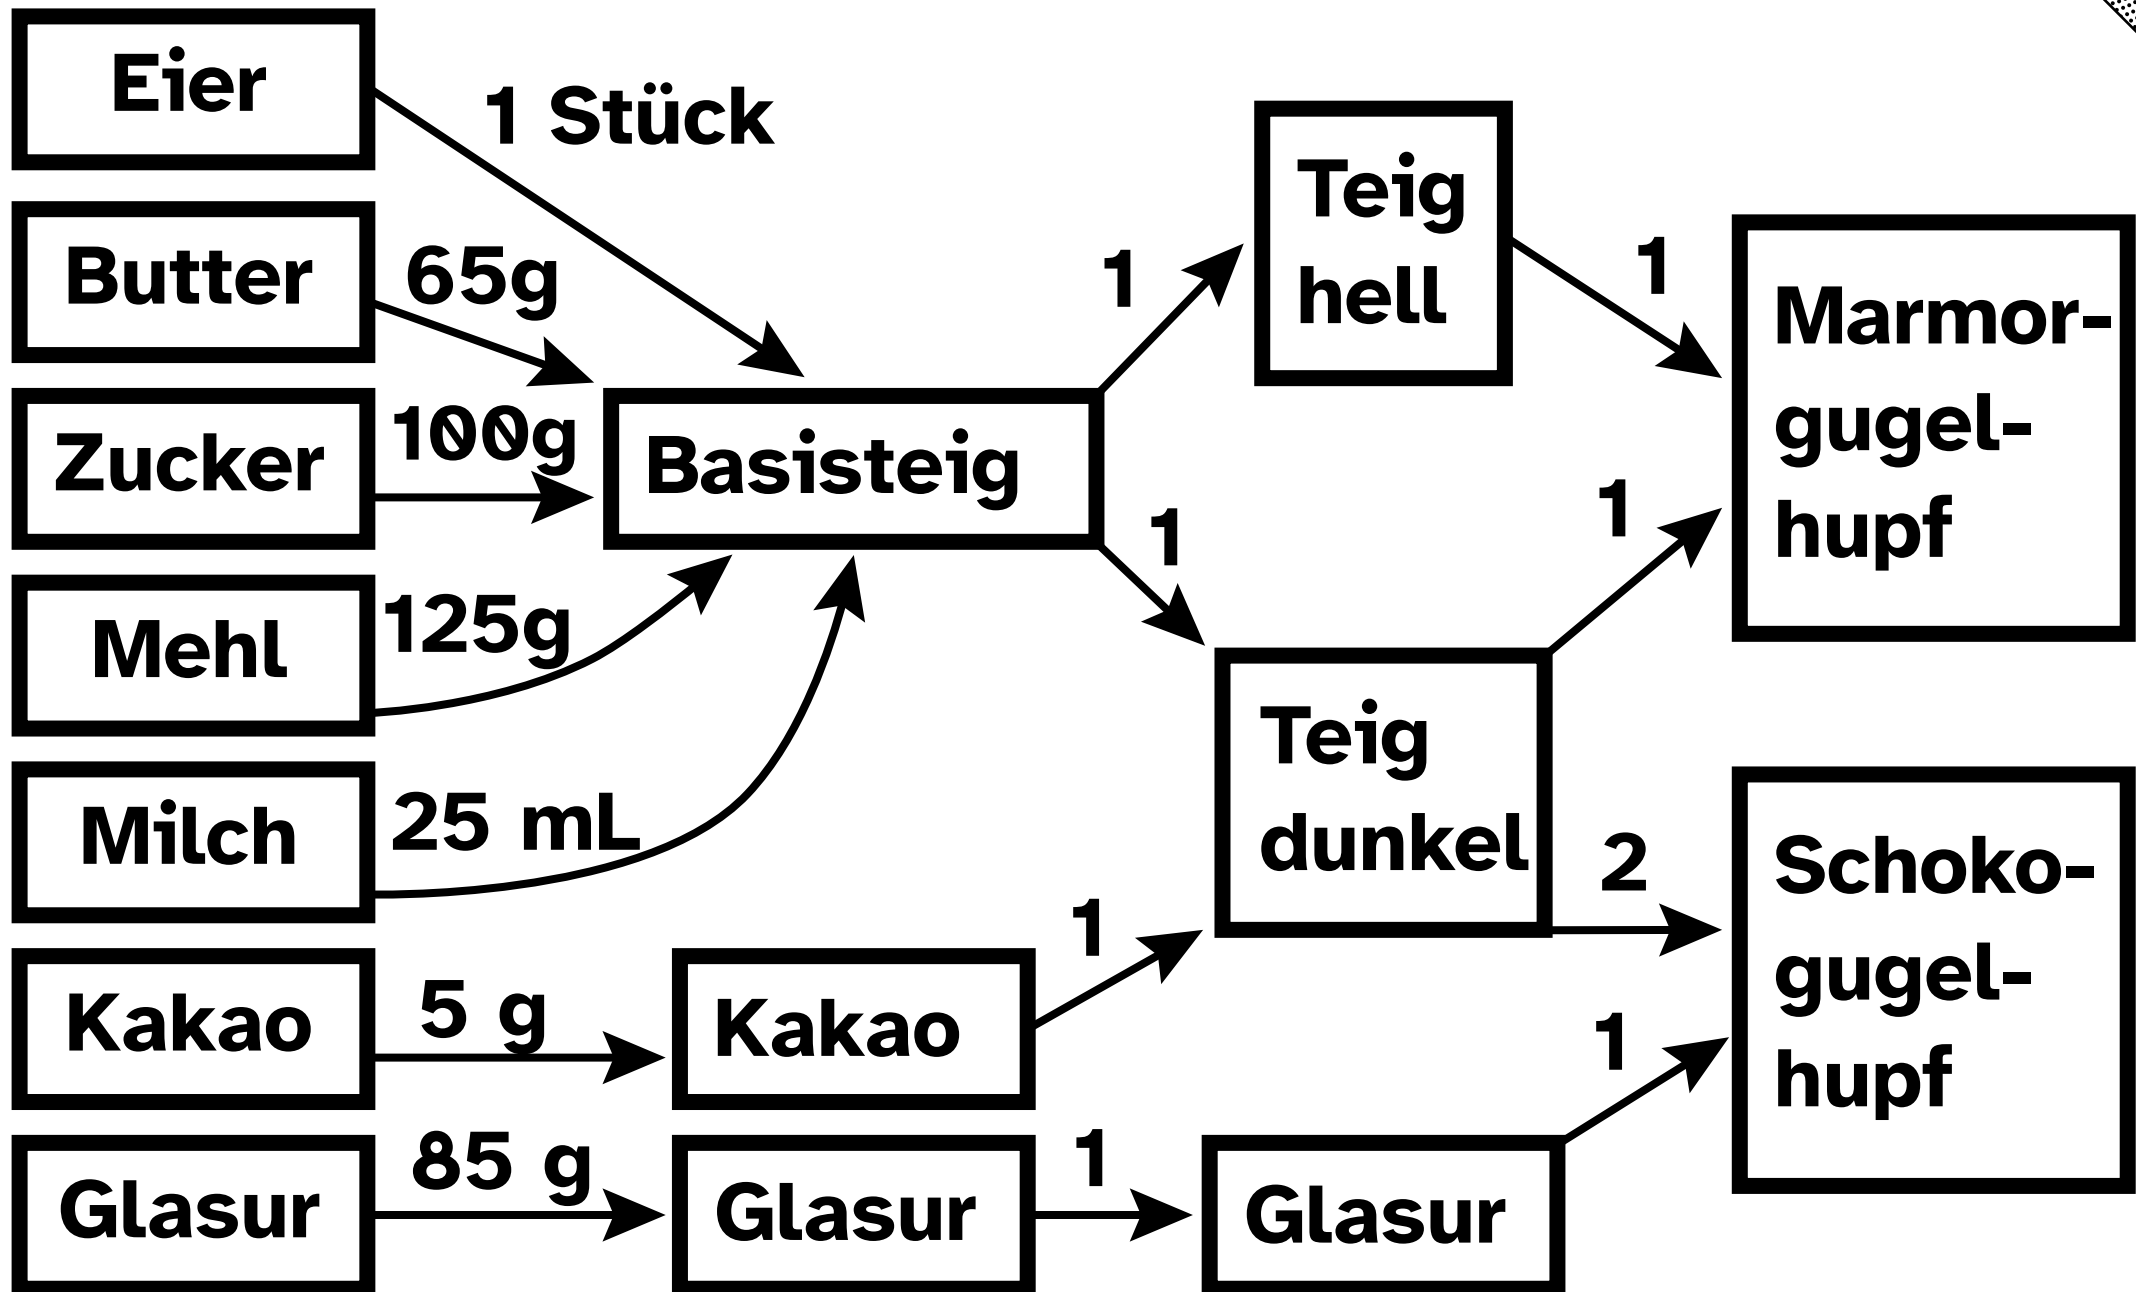 Eier
1 Stück
Butter
65g
Zucker
100g
Mehl
125g
Milch
25 mL
Kakao
5 g
Glasur
85 g
Basisteig
1
1
Kakao
1
Glasur
1
Teig
hell
1
Teig
dunkel
1
2
Glasur
1
Marmor-
gugel-
hupf
Schoko-
gugel-
hupf